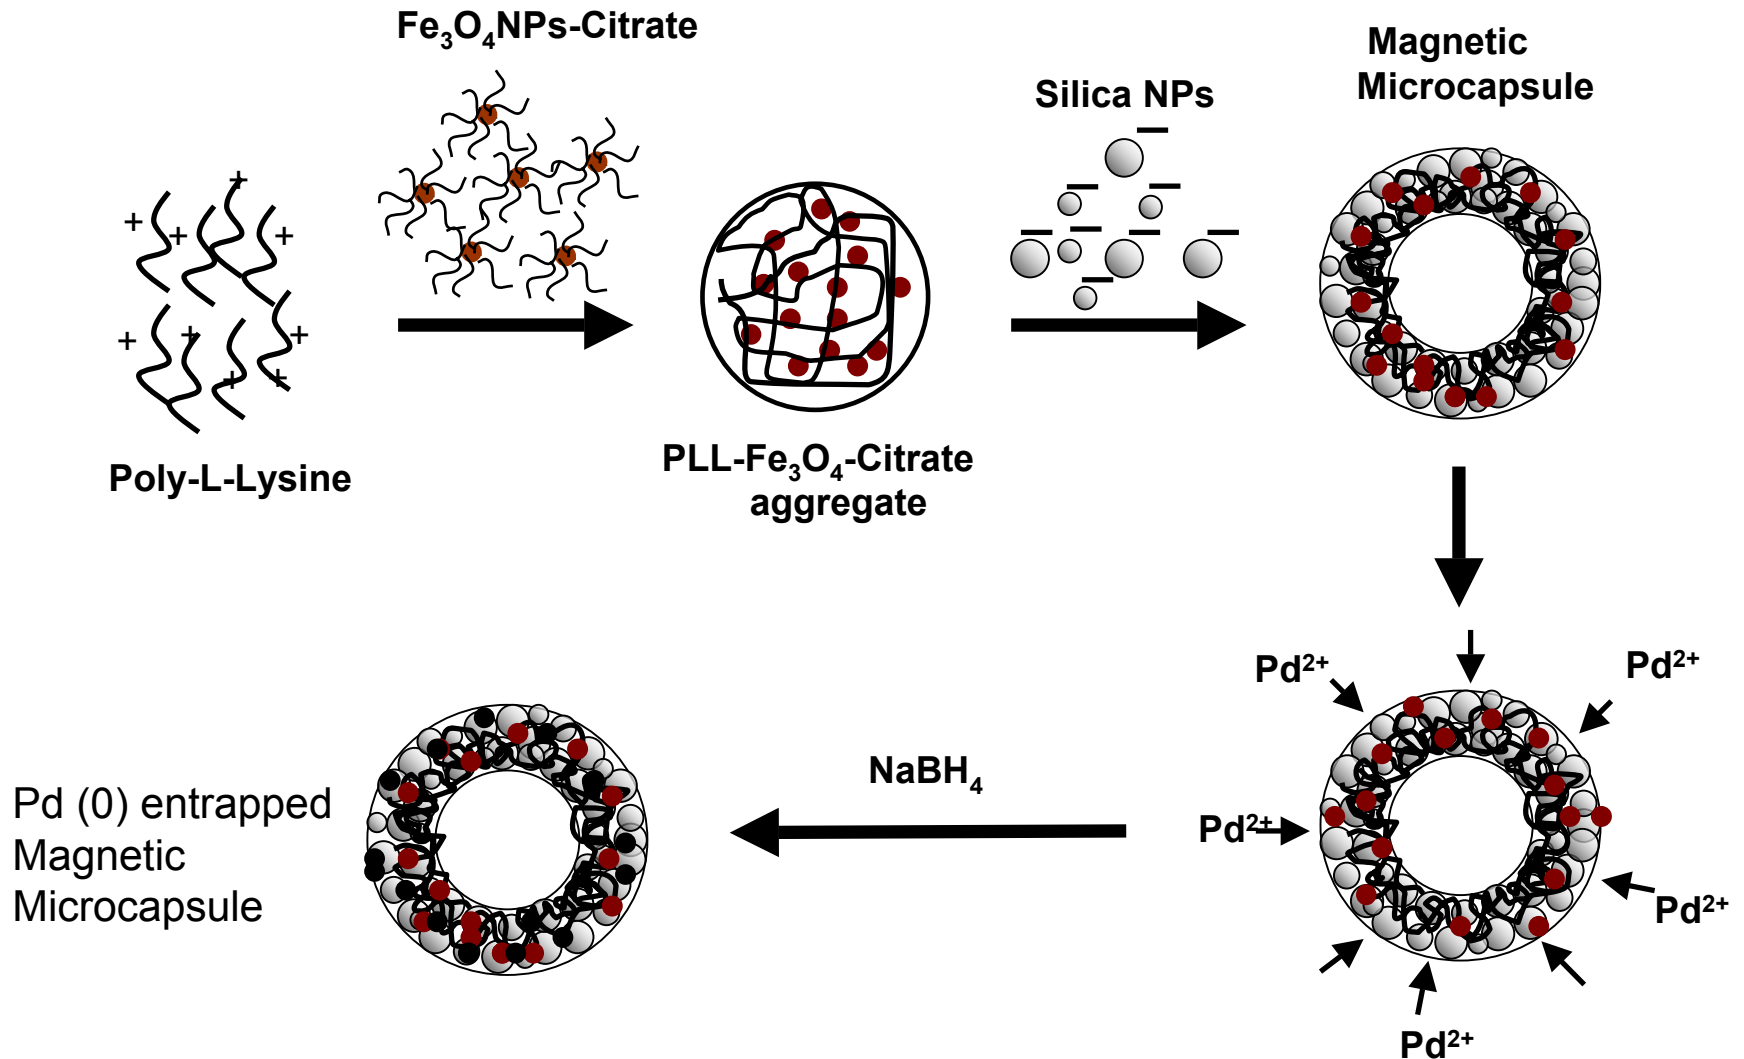 Fe₃O₄NPs-Citrate
Silica NPs
Magnetic
Microcapsule
+
+
+
+
+
+
+
+
+
Poly-L-Lysine
PLL-Fe₃O₄-Citrate
aggregate
Pd²⁺
Pd²⁺
Pd²⁺
Pd²⁺
Pd²⁺
NaBH₄
Pd (0) entrapped
Magnetic
Microcapsule